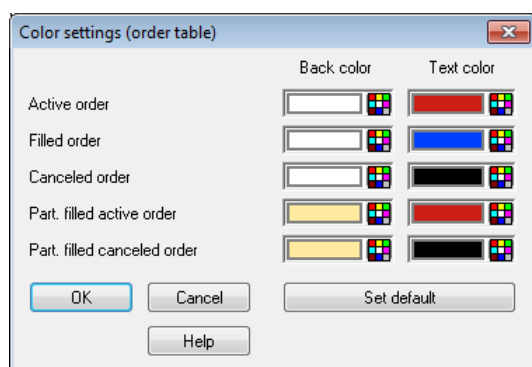 Color settings (order table)
Back color Text color
Active order
Filled order
Canceled order
Part. filled active order
Part. filled canceled order
OK Cancel Set default
Help